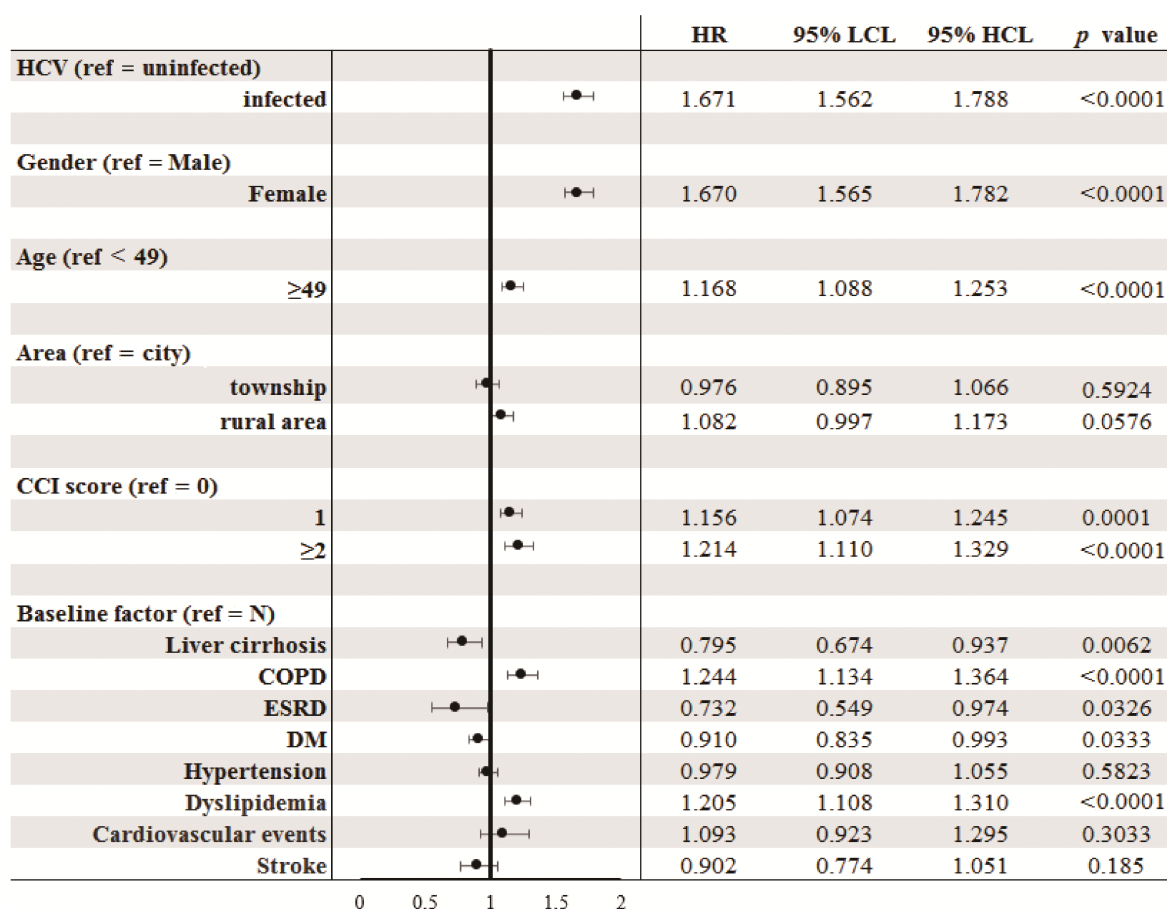 HR 95% LCL 95% HCL p value
HCV (ref = uninfected)
infected 1.671 1.562 1.788 <0.0001
Gender (ref = Male)
Female 1.670 1.565 1.782 <0.0001
Age (ref < 49)
≥49 1.168 1.088 1.253 <0.0001
Area (ref = city)
township 0.976 0.895 1.066 0.5924
rural area 1.082 0.997 1.173 0.0576
CCI score (ref = 0)
1 1.156 1.074 1.245 0.0001
≥2 1.214 1.110 1.329 <0.0001
Baseline factor (ref = N)
Liver cirrhosis 0.795 0.674 0.937 0.0062
COPD 1.244 1.134 1.364 <0.0001
ESRD 0.732 0.549 0.974 0.0326
DM 0.910 0.835 0.993 0.0333
Hypertension 0.979 0.908 1.055 0.5823
Dyslipidemia 1.205 1.108 1.310 <0.0001
Cardiovascular events 1.093 0.923 1.295 0.3033
Stroke 0.902 0.774 1.051 0.185
0 0.5 1 1.5 2